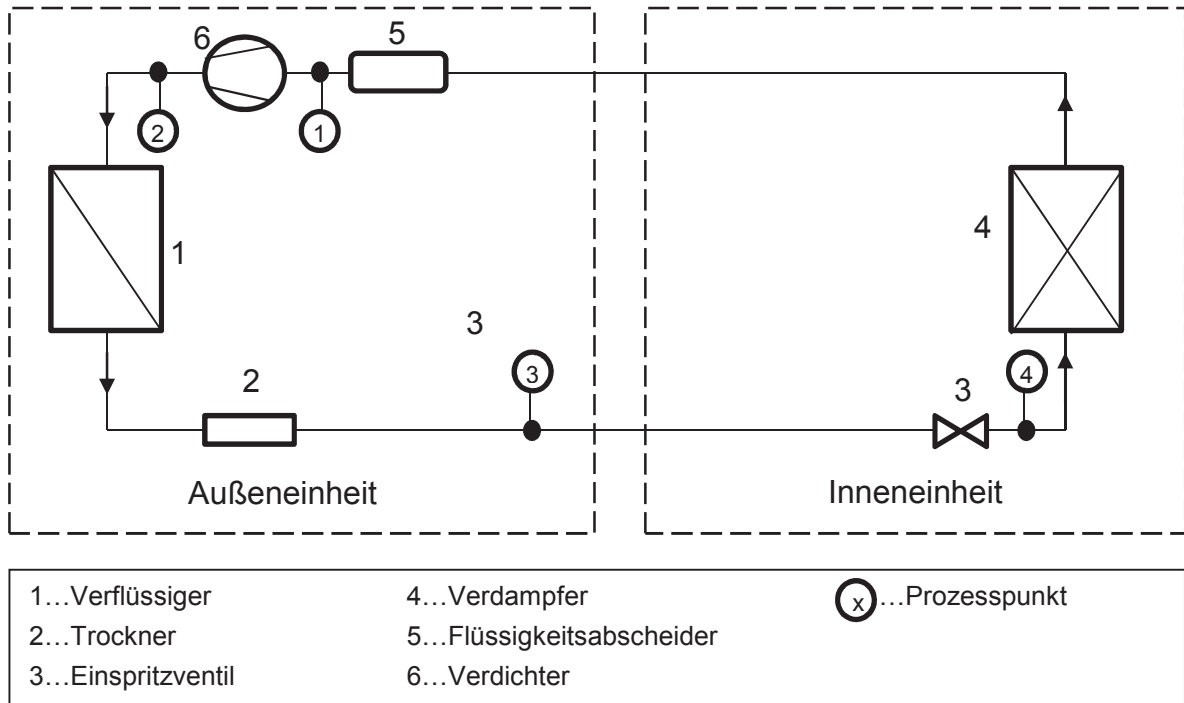 6
5
2
1
1
4
3
2
3
3
4
Außeneinheit
Inneneinheit
1…Verflüssiger
4…Verdampfer
x …Prozesspunkt
2…Trockner
5…Flüssigkeitsabscheider
3…Einspritzventil
6…Verdichter